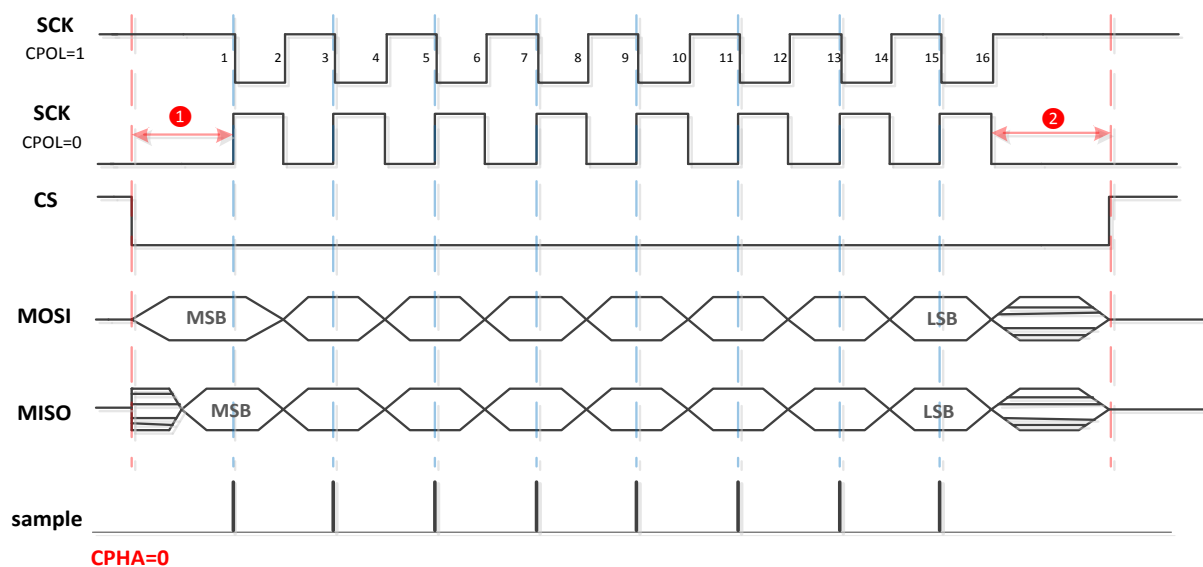 SCK
CPOL=1
1 2 3 4 5 6 7 8 9 10 11 12 13 14 15 16
SCK
CPOL=0
1
2
CS
MOSI
MSB
LSB
MISO
MSB
LSB
sample
CPHA=0